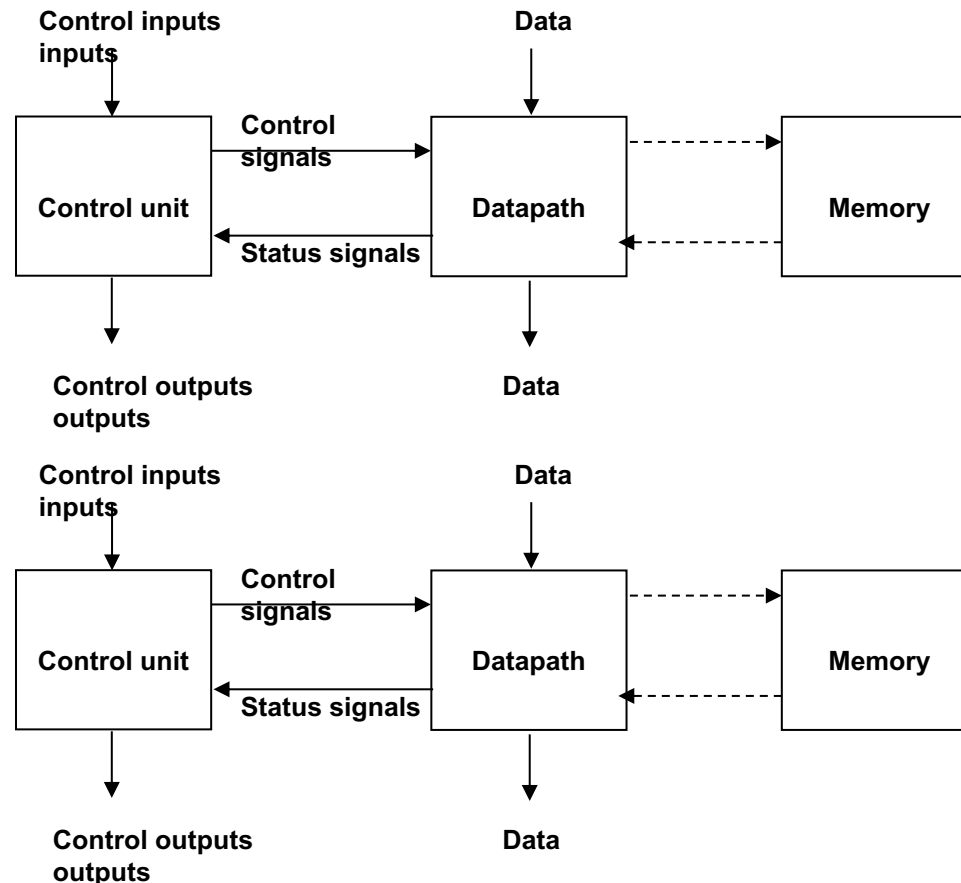 Control inputs
inputs
Data
Control
signals
Control unit
Datapath
Memory
Status signals
Control outputs
outputs
Data
Control inputs
inputs
Data
Control
signals
Control unit
Datapath
Memory
Status signals
Control outputs
outputs
Data